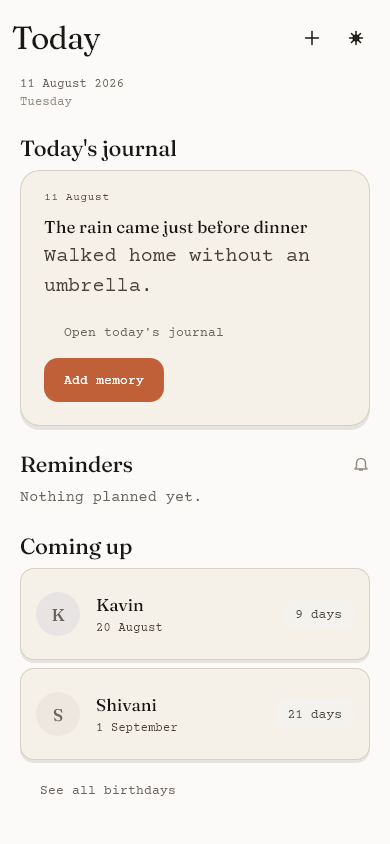 Today
11 August 2026
Tuesday
Today's journal
11 August
The rain came just before dinner
Walked home without an
umbrella.
Open today's journal
Add memory
Reminders
Nothing planned yet.
Coming up
K
Kavin
20 August
9 days
S
Shivani
1 September
21 days
See all birthdays